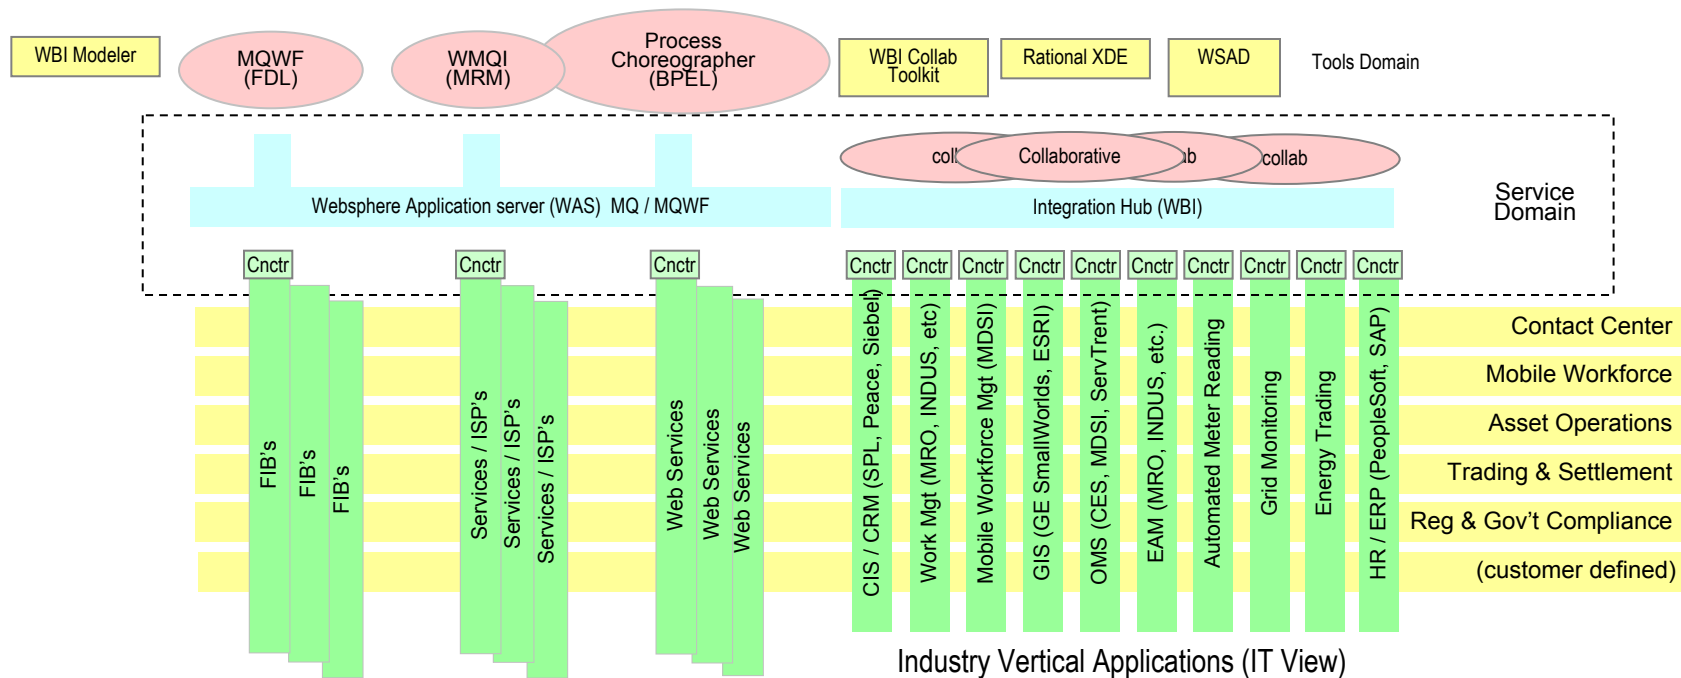 WBI Modeler
MQWF
(FDL)
WMQI
(MRM)
Process
Choreographer
(BPEL)
WBI Collab
Toolkit
Rational XDE
WSAD
Tools Domain
Collaborative
collab
Websphere Application server (WAS)  MQ / MQWF
Integration Hub (WBI)
Service
Domain
Cnctr
Cnctr
Cnctr
Cnctr
Cnctr
Cnctr
Cnctr
Cnctr
Cnctr
Cnctr
Cnctr
Cnctr
Cnctr
FIB's
FIB's
FIB's
Services / ISP's
Services / ISP's
Services / ISP's
Web Services
Web Services
Web Services
CIS / CRM (SPL, Peace, Siebel)
Work Mgt (MRO, INDUS, etc)
Mobile Workforce Mgt (MDSI)
GIS (GE SmallWorlds, ESRI)
OMS (CES, MDSI, ServTrent)
EAM (MRO, INDUS, etc.)
Automated Meter Reading
Grid Monitoring
Energy Trading
HR / ERP (PeopleSoft, SAP)
Contact Center
Mobile Workforce
Asset Operations
Trading & Settlement
Reg & Gov't Compliance
(customer defined)
Industry Vertical Applications (IT View)